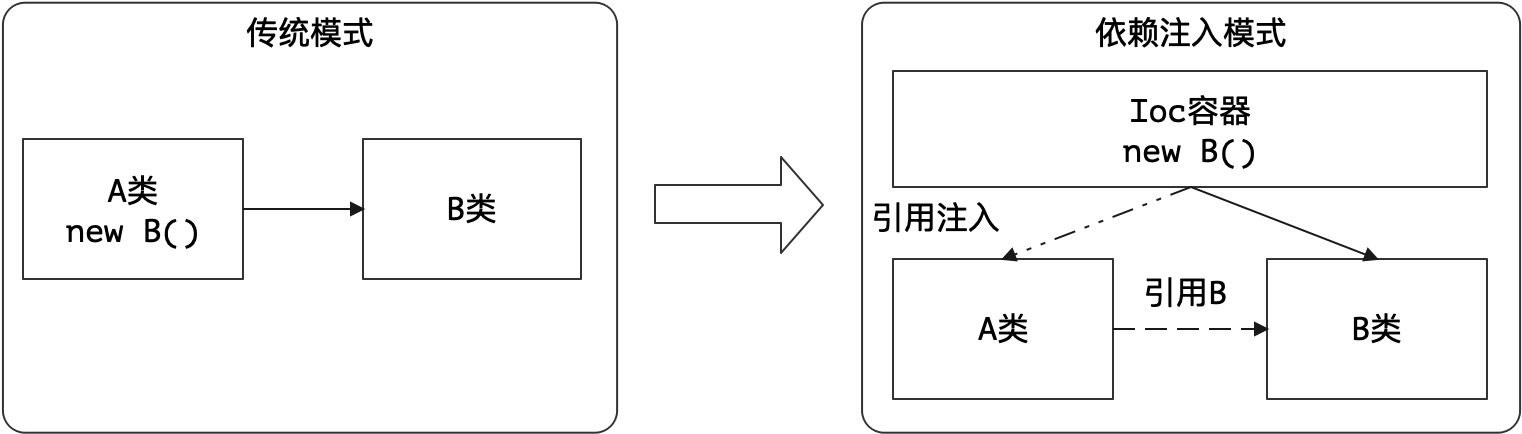 传统模式
A类
new B()
B类
依赖注入模式
Ioc容器
new B()
引用注入
A类
引用B
B类